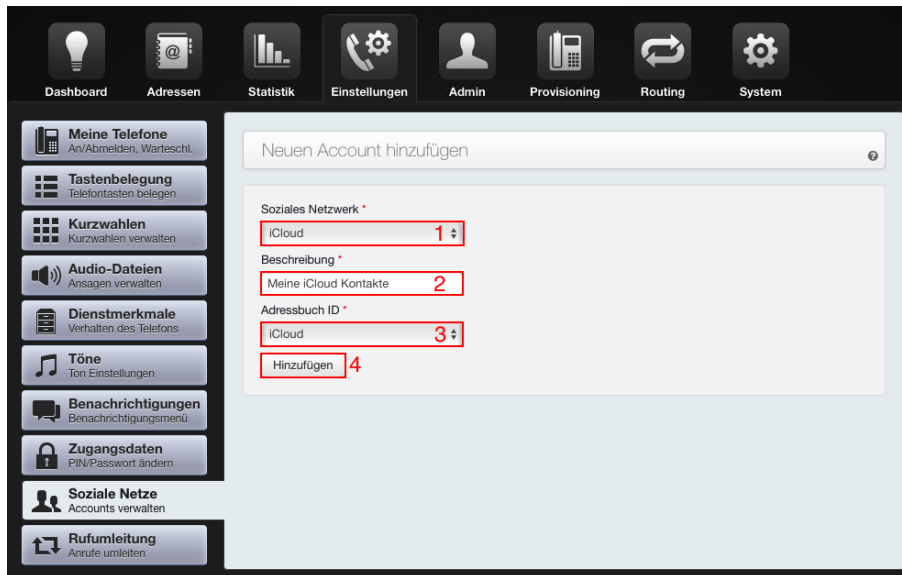 Dashboard
Adressen
Statistik
Einstellungen
Admin
Provisioning
Routing
System
Meine Telefone
An/Abmelden, Warteschl.
Tastenbelegung
Telefontasten belegen
Kurzwahlen
Kurzwahlen verwalten
Audio-Dateien
Ansagen verwalten
Dienstmerkmale
Verhalten des Telefons
Töne
Ton Einstellungen
Benachrichtigungen
Benachrichtigungsmenü
Zugangsdaten
PIN/Passwort ändern
Soziale Netze
Accounts verwalten
Rufumleitung
Anrufe umleiten
Neuen Account hinzufügen
Soziales Netzwerk *
iCloud 1
Beschreibung *
Meine iCloud Kontakte 2
Adressbuch ID *
iCloud 3
Hinzufügen 4